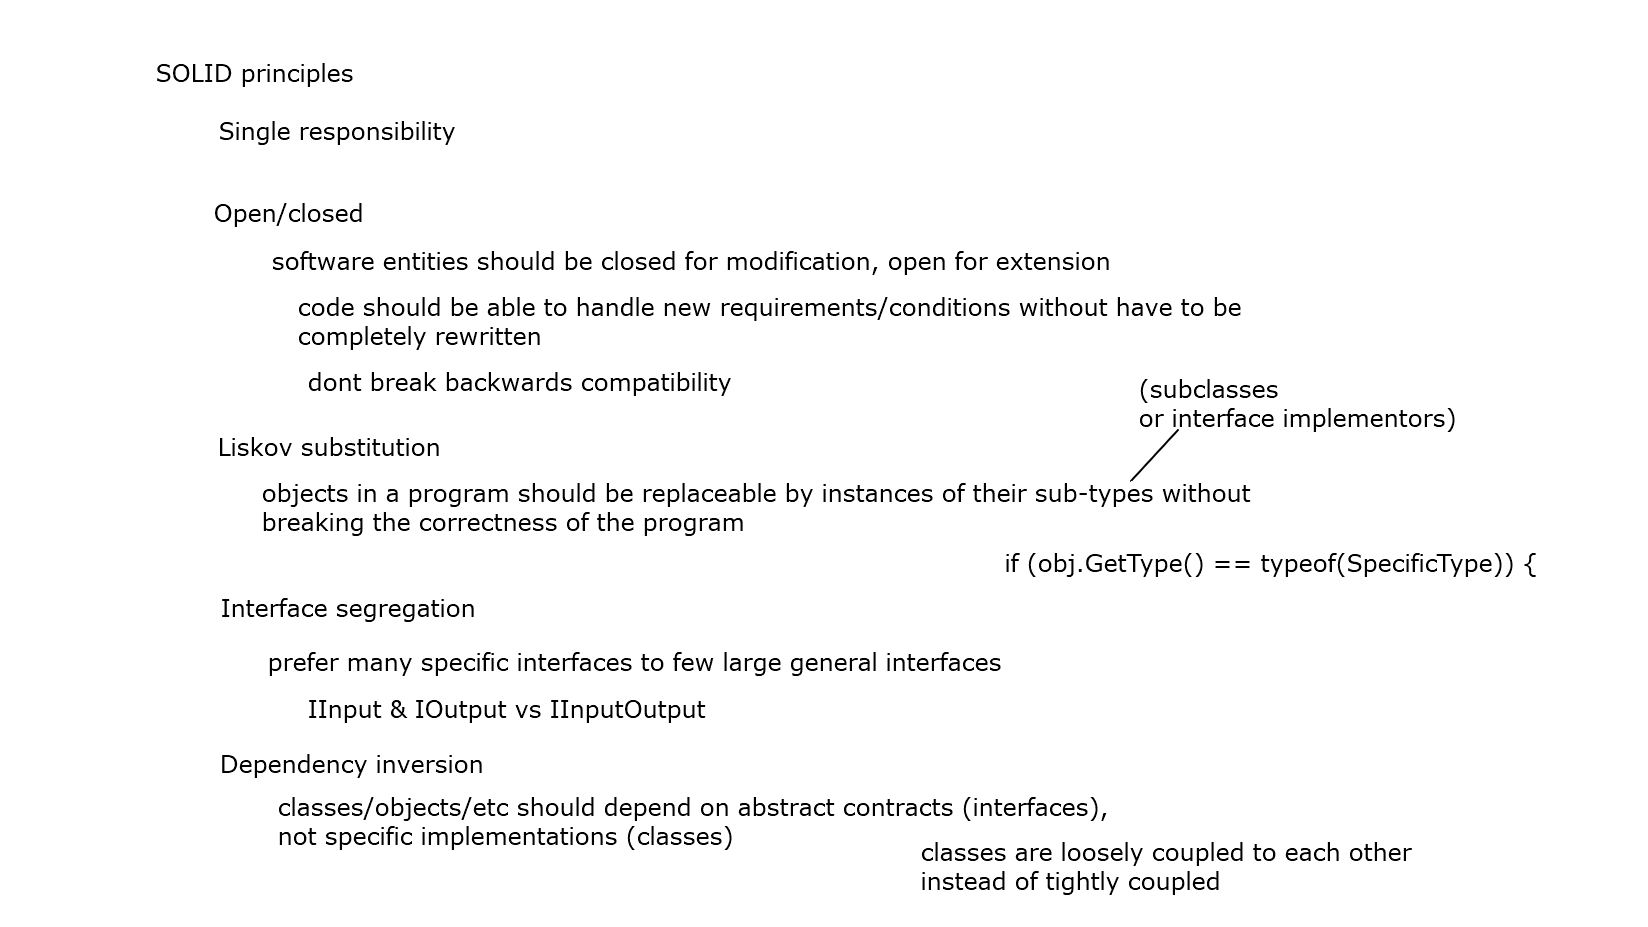 SOLID principles
Single responsibility
Open/closed
software entities should be closed for modification, open for extension
code should be able to handle new requirements/conditions without have to be
completely rewritten
dont break backwards compatibility
(subclasses
or interface implementors)
Liskov substitution
objects in a program should be replaceable by instances of their sub-types without
breaking the correctness of the program
if (obj.GetType() == typeof(SpecificType)) {
Interface segregation
prefer many specific interfaces to few large general interfaces
IInput & IOutput vs IInputOutput
Dependency inversion
classes/objects/etc should depend on abstract contracts (interfaces),
not specific implementations (classes)
classes are loosely coupled to each other
instead of tightly coupled